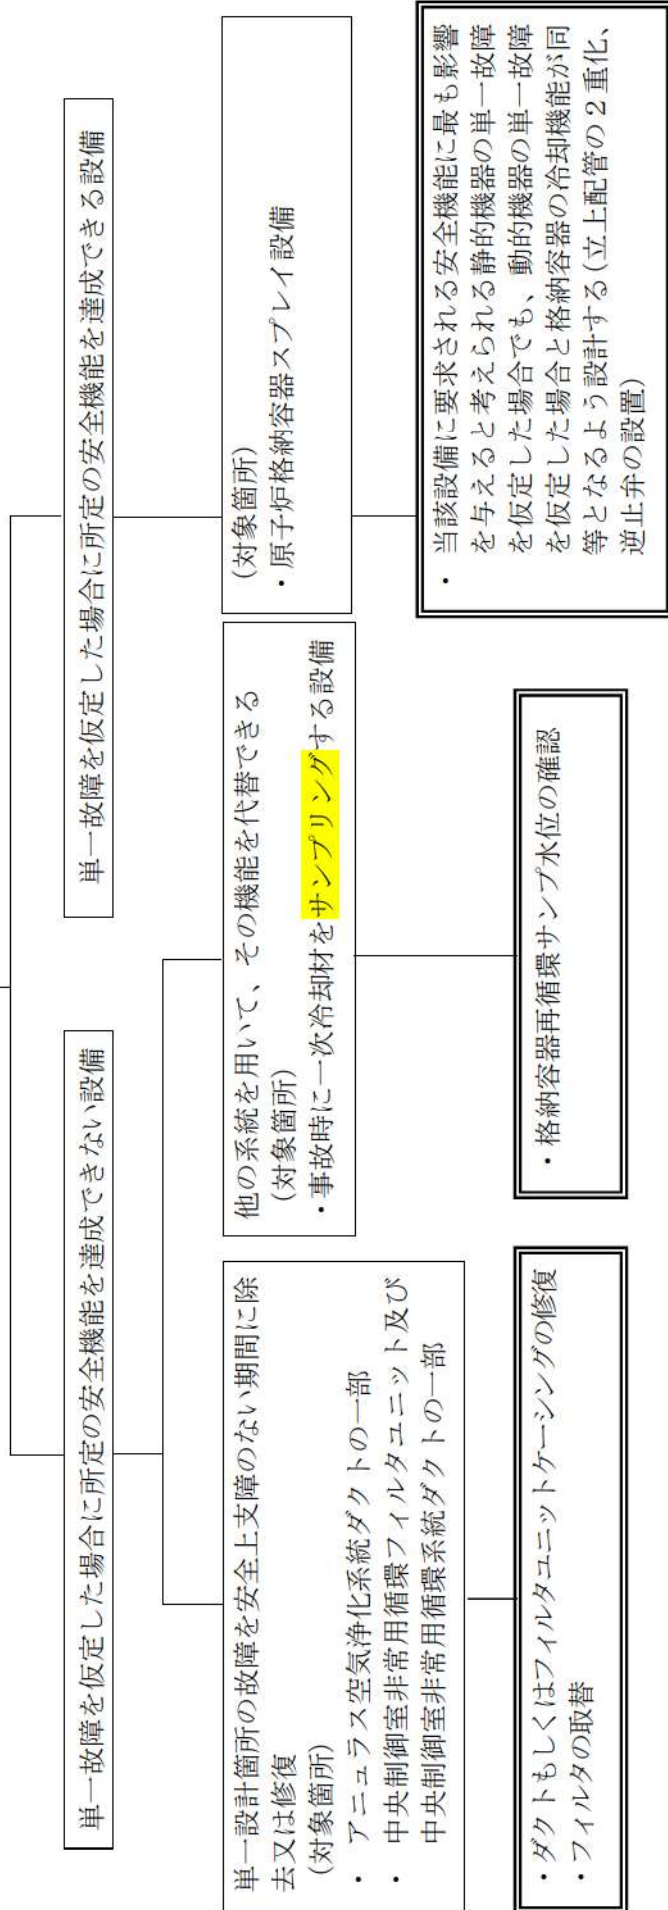 単一故障を仮定した場合に所定の安全機能を達成できない設備
単一故障を仮定した場合に所定の安全機能を達成できる設備
単一設計箇所の故障を安全上支障のない期間に除
去又は修復
(対象箇所)
・ アニュラス空気浄化系統ダクトの一部
・ 中央制御室非常用循環フィルタユニット及び
中央制御室非常用循環系統ダクトの一部
他の系統を用いて、その機能を代替できる
(対象箇所)
・事故時に一次冷却材をサンプリングする設備
(対象箇所)
・原子炉格納容器スプレイ設備
・ダクトもしくはフィルタユニットケーシングの修復
・フィルタの取替
・格納容器再循環サンプ水位の確認
・ 当該設備に要求される安全機能に最も影響
を与えると考えられる静的機器の単一故障
を仮定した場合でも、動的機器の単一故障
を仮定した場合と格納容器の冷却機能が同
等となるよう設計する(立上配管の2重化、
逆止弁の設置)